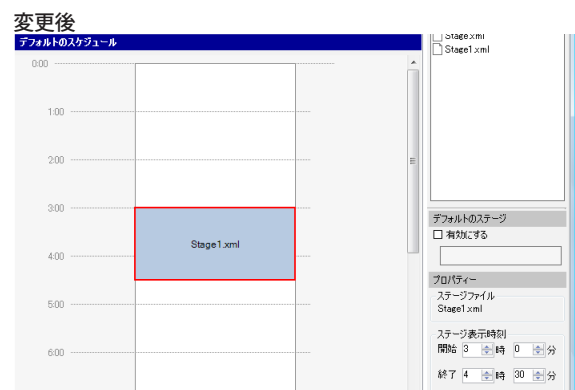 変更後
デフォルトのスケジュール
0:00
1:00
2:00
3:00
Stage1.xml
4:00
5:00
6:00
Stage.xml
Stage1.xml
デフォルトのステージ
有効にする
プロパティー
ステージファイル
Stage1.xml
ステージ表示時刻
開始 3 時 0 分
終了 4 時 30 分